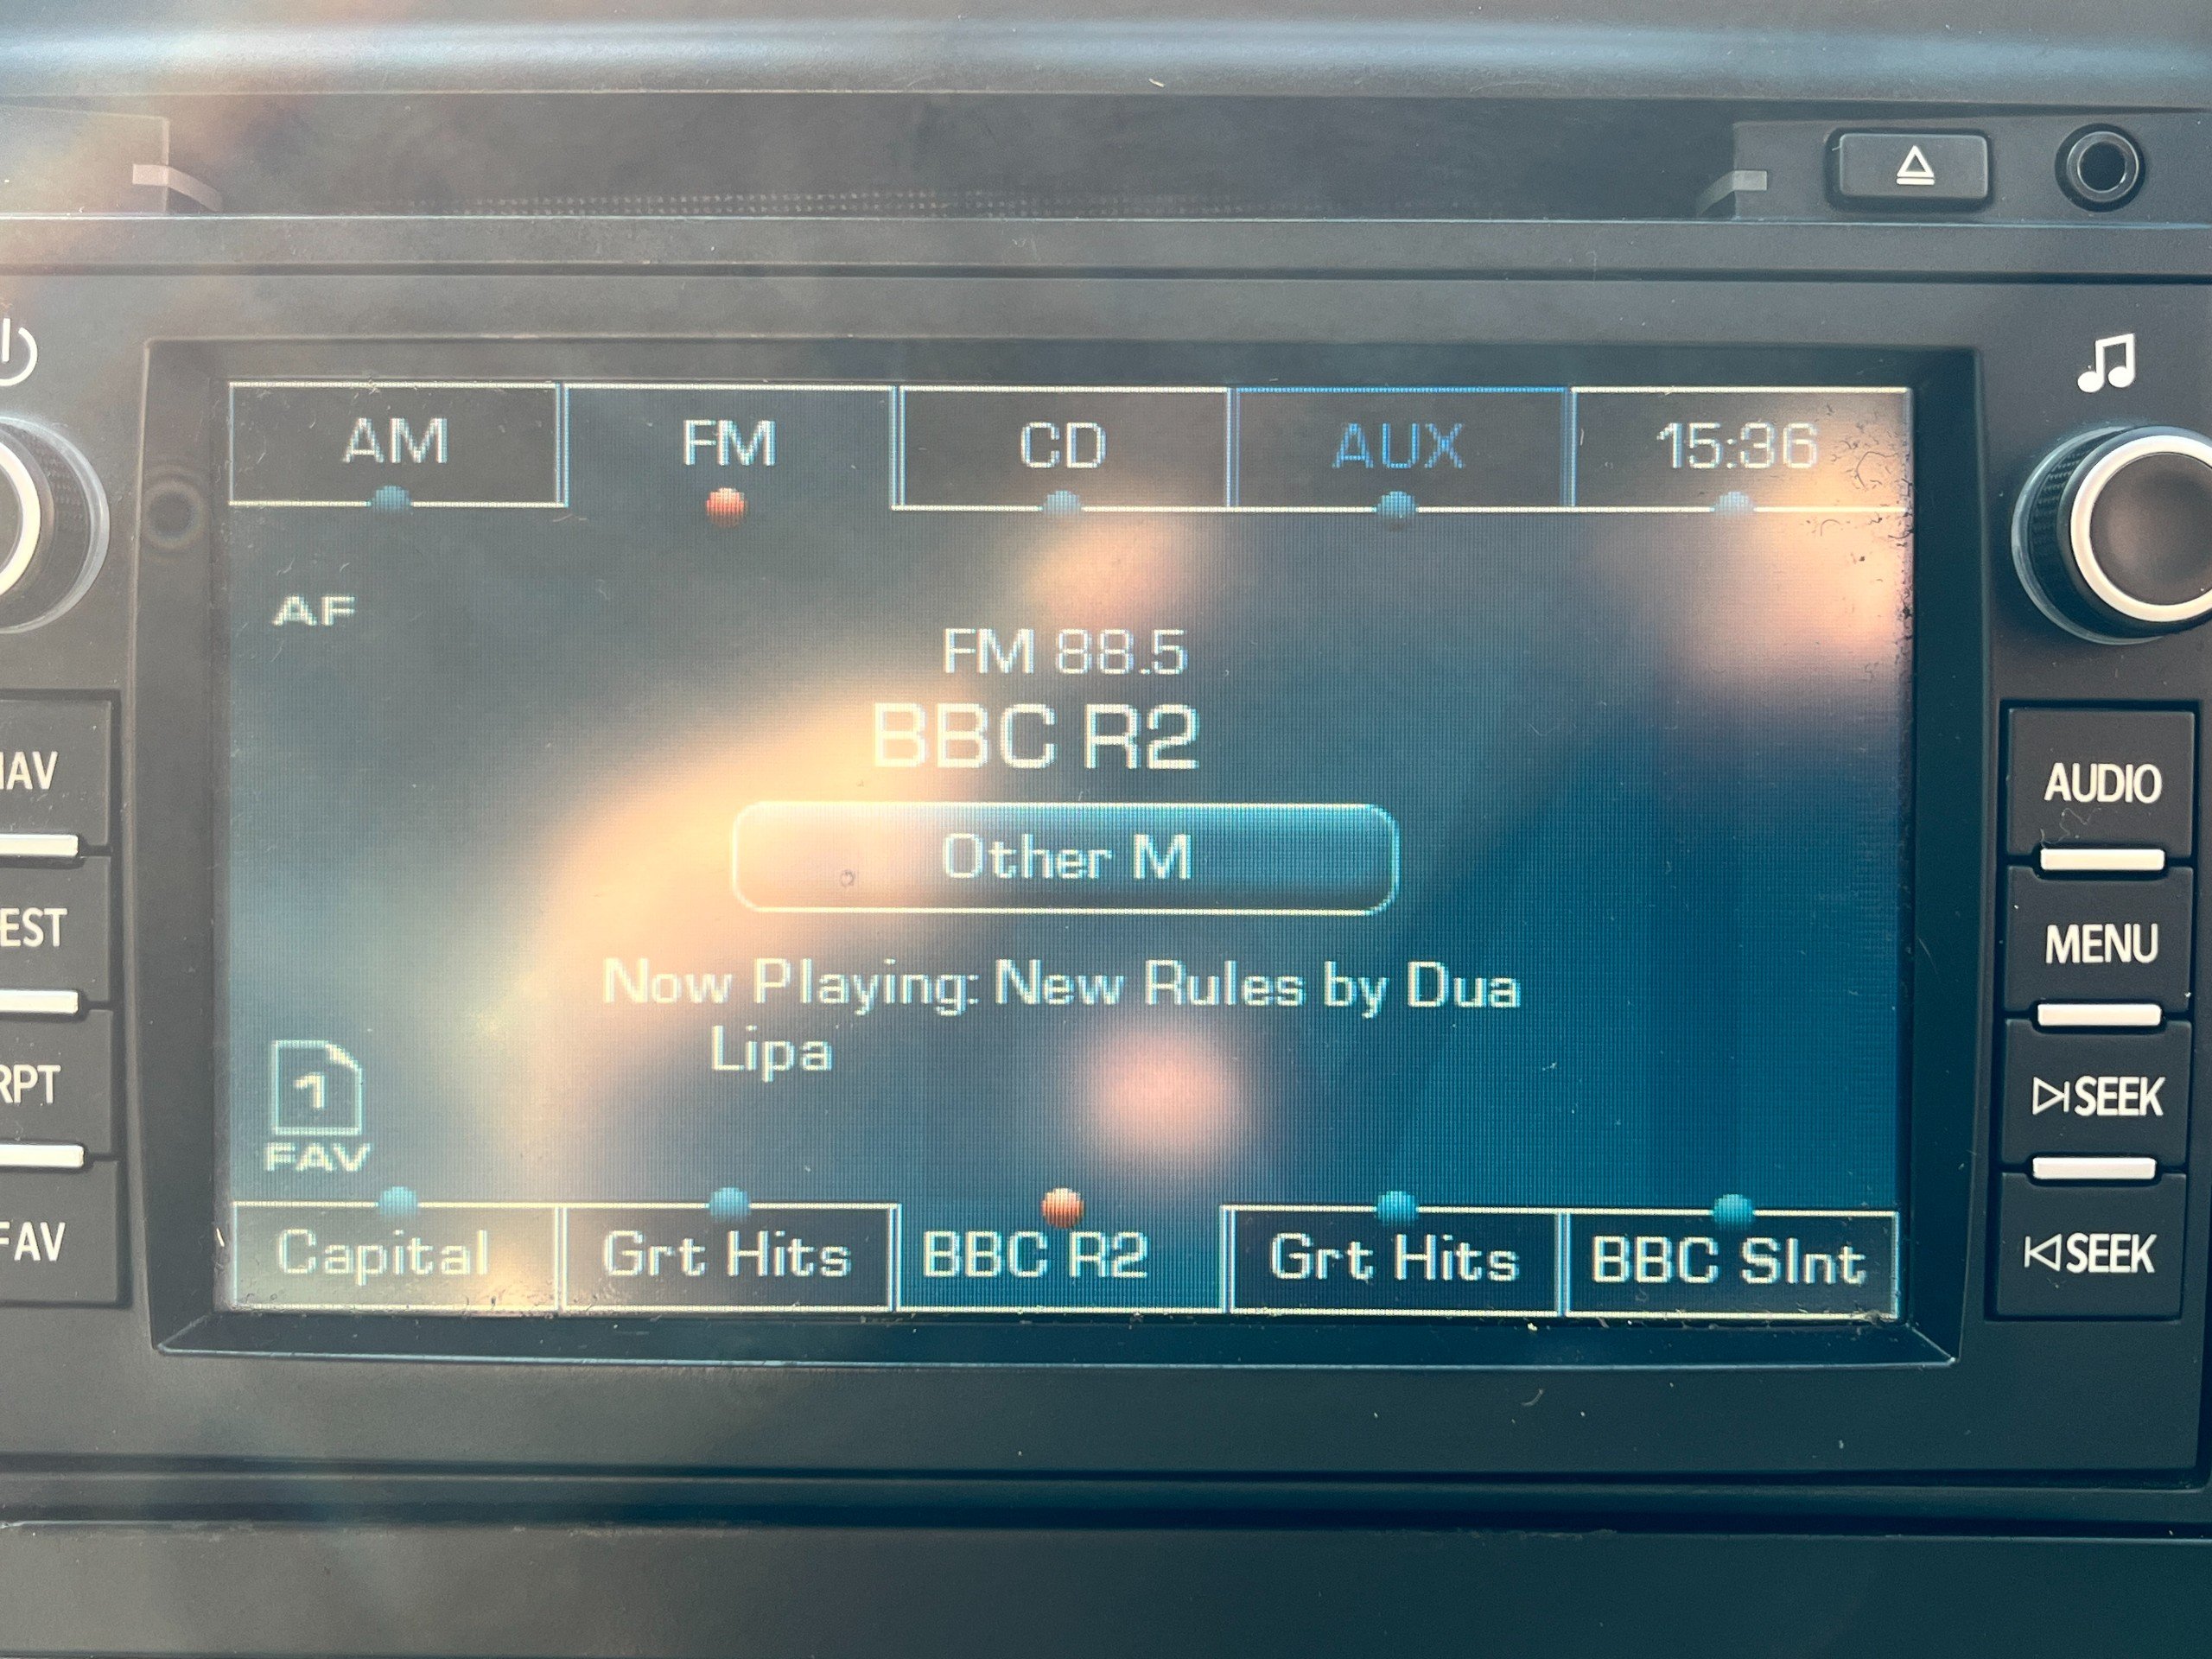 AM FM CD AUX 15:36
AF
FM 88.5
BBC R2
Other M
Now Playing: New Rules by Dua
Lipa
1
FAV
Capital Grt Hits BBC R2 Grt Hits BBC SInt
AV
EST
RPT
FAV
AUDIO
MENU
SEEK
SEEK